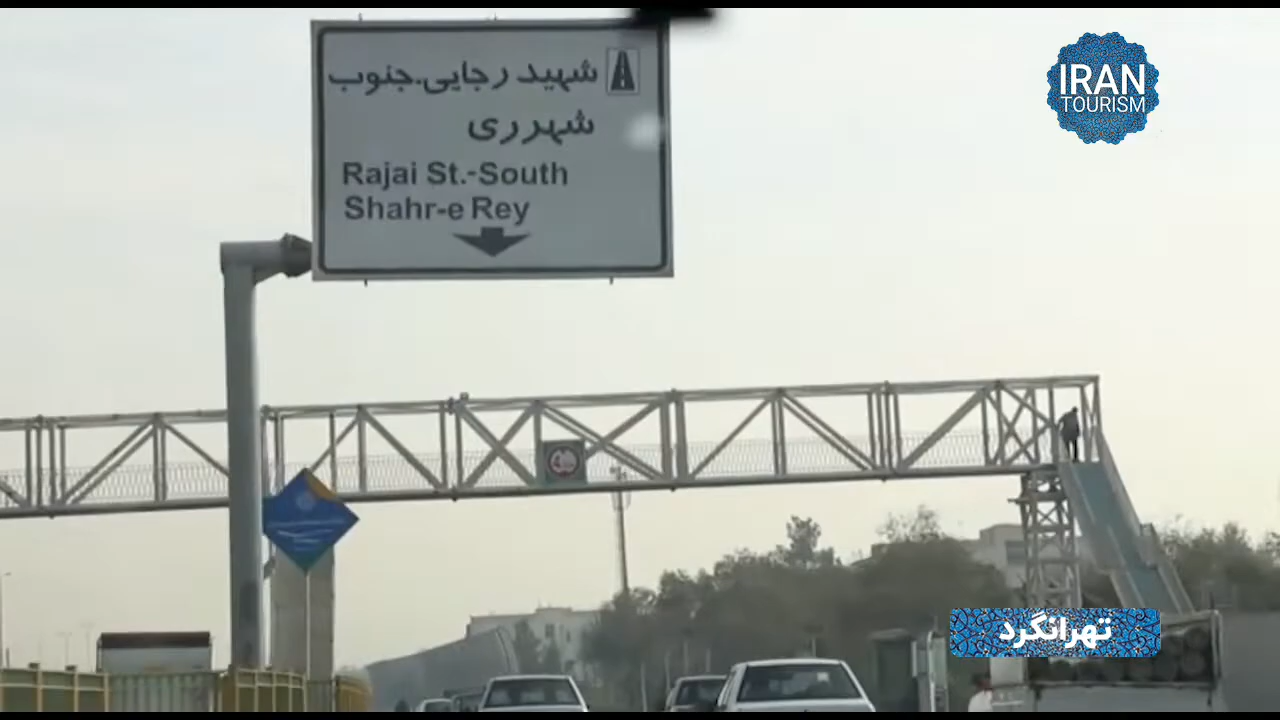 شهید رجایی.جنوب
شهرری
Rajai St.-South
Shahr-e Rey
IRAN
TOURISM
تهرانگرد